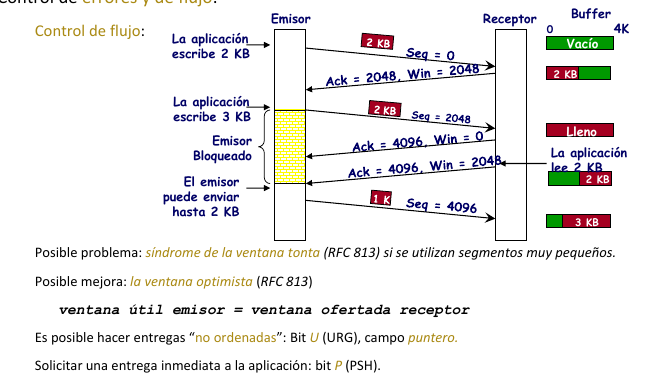 control de errores y de flujo:
Control de flujo:
Emisor
Receptor
Buffer
0 4K
La aplicación
escribe 2 KB
2 KB
Seq = 0
Vacío
Ack = 2048, Win = 2048
2 KB
La aplicación
escribe 3 KB
2KB
Seq = 2048
Lleno
Emisor
Bloqueado
Ack = 4096, Win = 0
La aplicación
lee 2 KB
Ack = 4096, Win = 2048
2 KB
El emisor
puede enviar
hasta 2 KB
1 K
Seq = 4096
3 KB
Posible problema: síndrome de la ventana tonta (RFC 813) si se utilizan segmentos muy pequeños.
Posible mejora: la ventana optimista (RFC 813)
ventana útil emisor = ventana ofertada receptor
Es posible hacer entregas “no ordenadas”: Bit U (URG), campo puntero.
Solicitar una entrega inmediata a la aplicación: bit P (PSH).